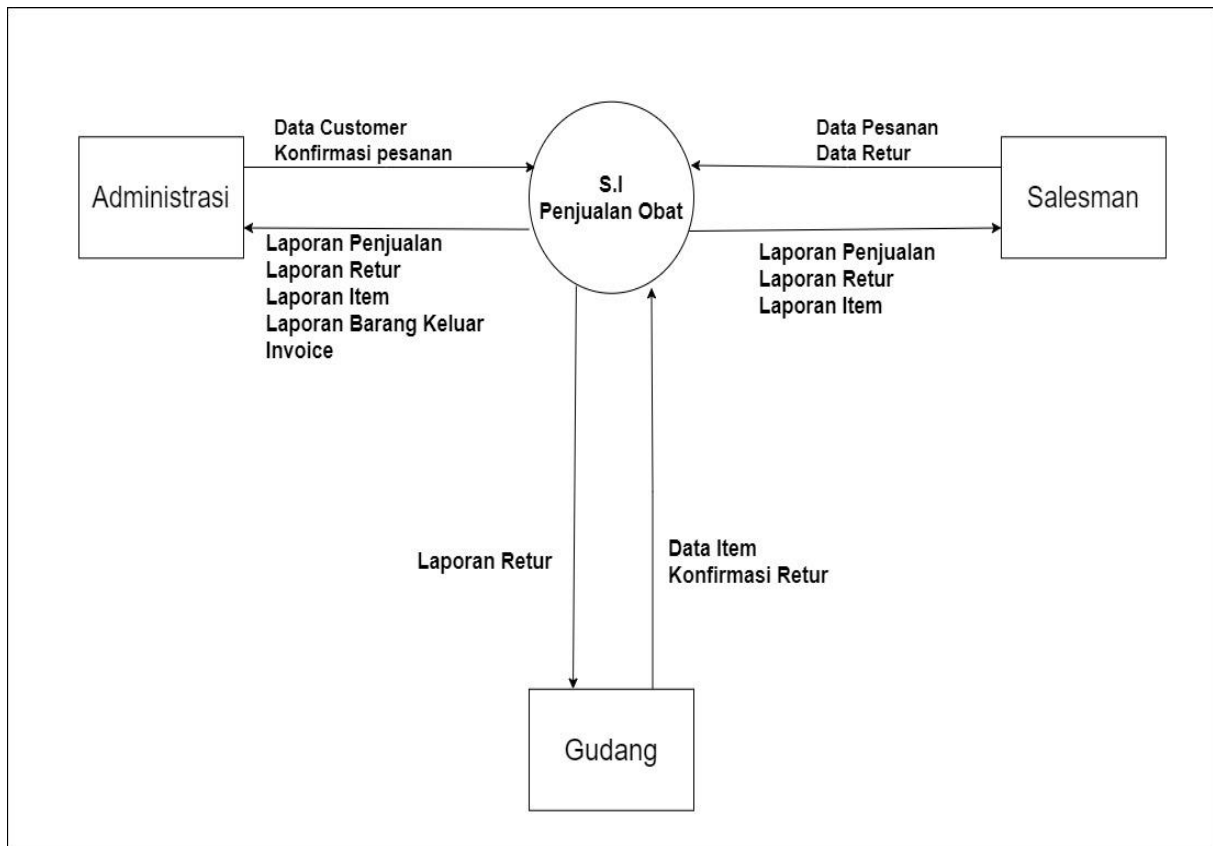 Data Customer
Konfirmasi pesanan
Administrasi
Laporan Penjualan
Laporan Retur
Laporan Item
Laporan Barang Keluar
Invoice
S.I
Penjualan Obat
Data Pesanan
Data Retur
Salesman
Laporan Penjualan
Laporan Retur
Laporan Item
Laporan Retur
Data Item
Konfirmasi Retur
Gudang